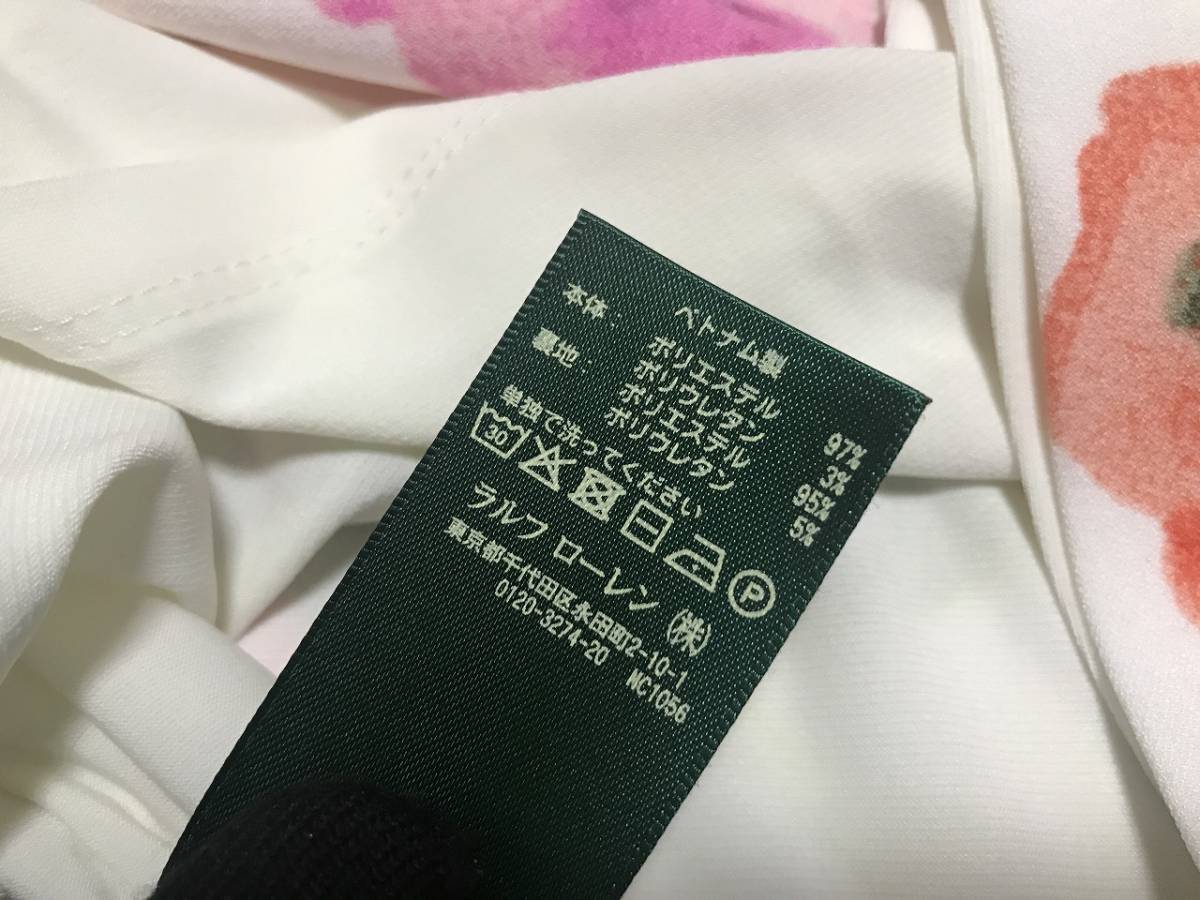 ベトナム製
本体: ポリエステル 97%
ポリウレタン 3%
裏地: ポリエステル 95%
ポリウレタン 5%
単独で洗ってください
30 P
ラルフ ローレン (株)
東京都千代田区永田町2-10-1
0120-3274-20 MC1056